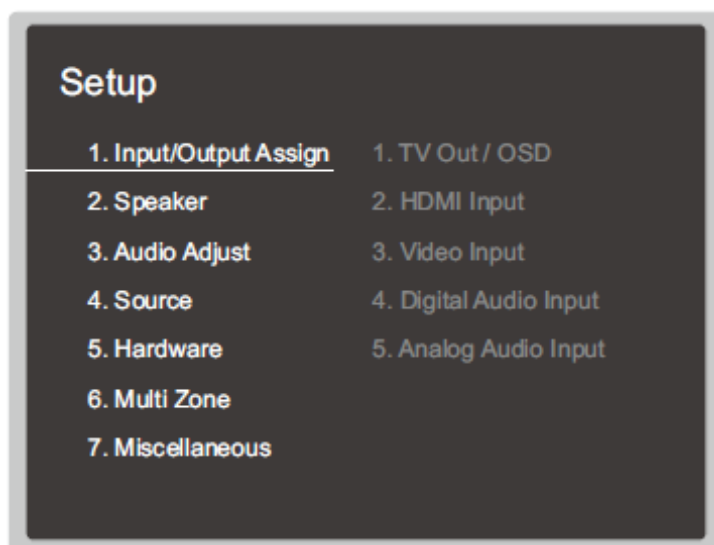 Setup
1. Input/Output Assign
2. Speaker
3. Audio Adjust
4. Source
5. Hardware
6. Multi Zone
7. Miscellaneous
1. TV Out / OSD
2. HDMI Input
3. Video Input
4. Digital Audio Input
5. Analog Audio Input